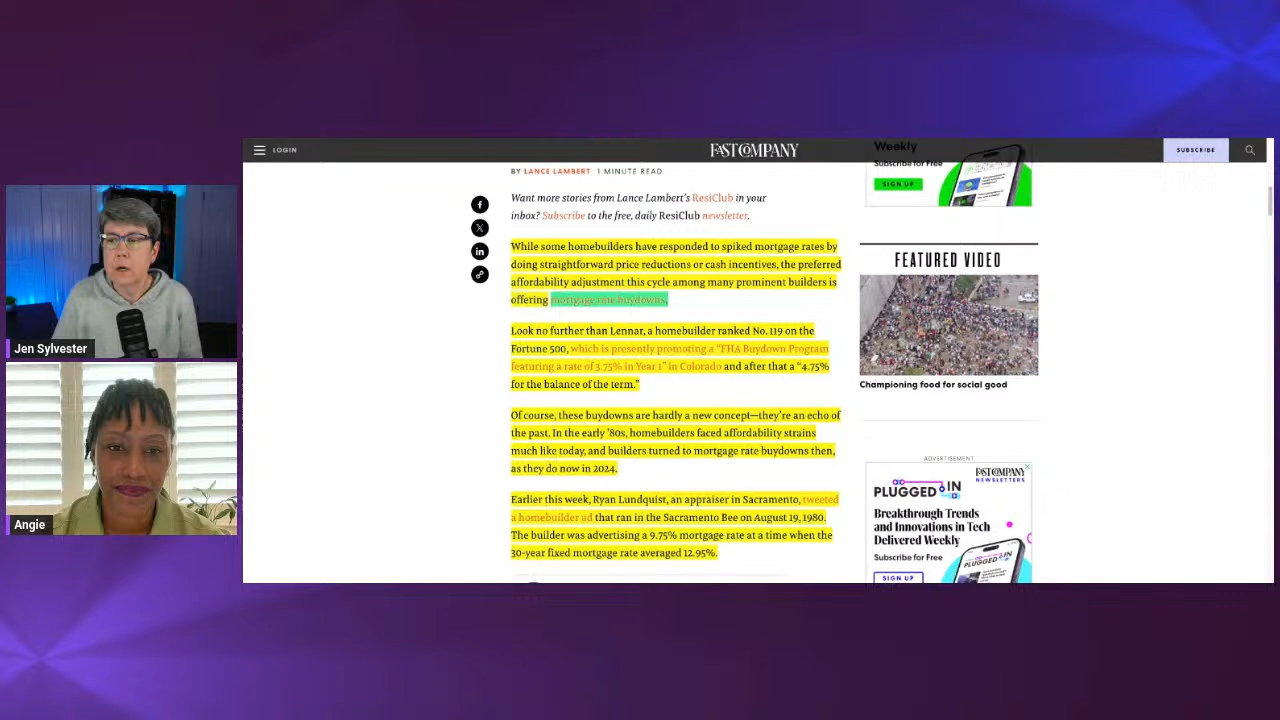 LOGIN
FAST COMPANY
SUBSCRIBE
BY LANCE LAMBERT 1 MINUTE READ
Want more stories from Lance Lambert's ResiClub in your
inbox? Subscribe to the free, daily ResiClub newsletter.
While some homebuilders have responded to spiked mortgage rates by
doing straightforward price reductions or cash incentives, the preferred
affordability adjustment this cycle among many prominent builders is
offering mortgage rate buydowns.
Look no further than Lennar, a homebuilder ranked No. 119 on the
Fortune 500, which is presently promoting a “FHA Buydown Program
featuring a rate of 3.75% in Year 1” in Colorado and after that a “4.75%
for the balance of the term.”
Of course, these buydowns are hardly a new concept—they're an echo of
the past. In the early '80s, homebuilders faced affordability strains
much like today, and builders turned to mortgage rate buydowns then,
as they do now in 2024.
Earlier this week, Ryan Lundquist, an appraiser in Sacramento, tweeted
a homebuilder ad that ran in the Sacramento Bee on August 19, 1980.
The builder was advertising a 9.75% mortgage rate at a time when the
30-year fixed mortgage rate averaged 12.95%.
Weekly
Subscribe for Free
SIGN UP
FEATURED VIDEO
Championing food for social good
ADVERTISEMENT
FAST COMPANY
NEWSLETTERS
PLUGGED IN
Breakthrough Trends
and Innovations in Tech
Delivered Weekly
Subscribe for Free
SIGN UP
PLUGGED IN
Jen Sylvester
Angie